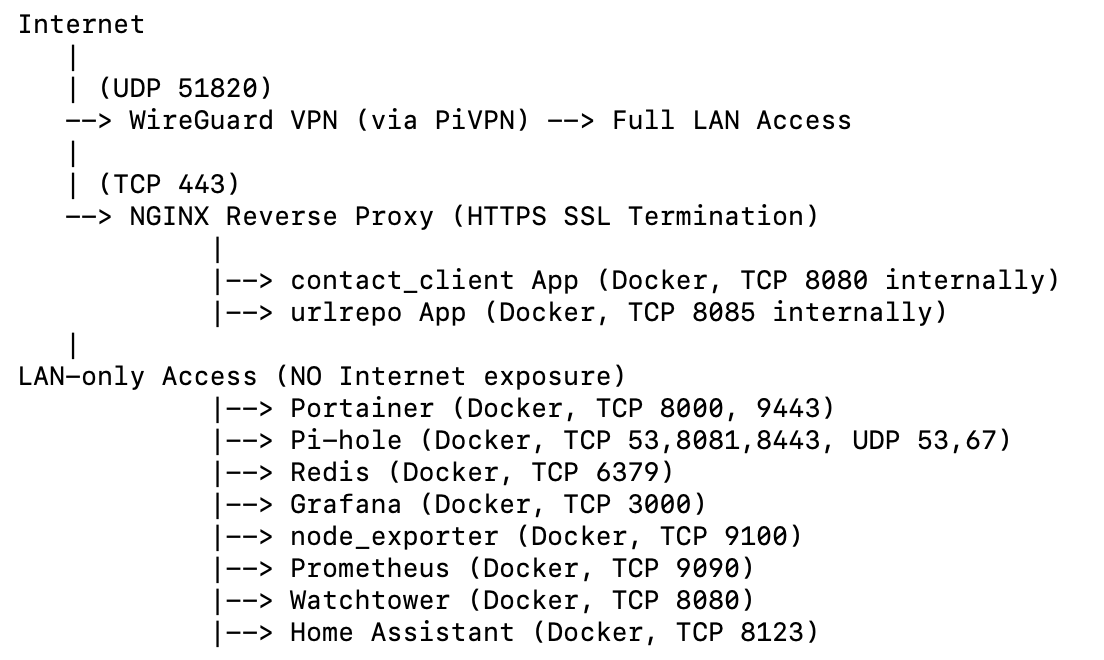 Internet
|
| (UDP 51820)
--> WireGuard VPN (via PiVPN) --> Full LAN Access
|
| (TCP 443)
--> NGINX Reverse Proxy (HTTPS SSL Termination)
|
|--> contact_client App (Docker, TCP 8080 internally)
|--> urlrepo App (Docker, TCP 8085 internally)
|
LAN-only Access (NO Internet exposure)
|--> Portainer (Docker, TCP 8000, 9443)
|--> Pi-hole (Docker, TCP 53,8081,8443, UDP 53,67)
|--> Redis (Docker, TCP 6379)
|--> Grafana (Docker, TCP 3000)
|--> node_exporter (Docker, TCP 9100)
|--> Prometheus (Docker, TCP 9090)
|--> Watchtower (Docker, TCP 8080)
|--> Home Assistant (Docker, TCP 8123)